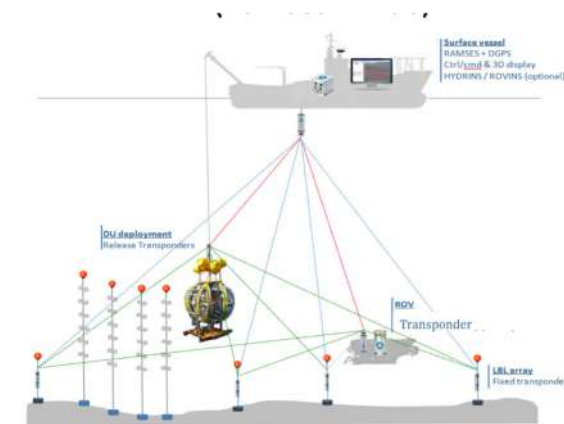 Surface vessel
RAMSES + DGPS
Ctrl/cmd & 3D display
HYDRINS / ROVINS (optional)
DU deployment
Release Transponders
ROV
Transponder
LBL array
Fixed transponde